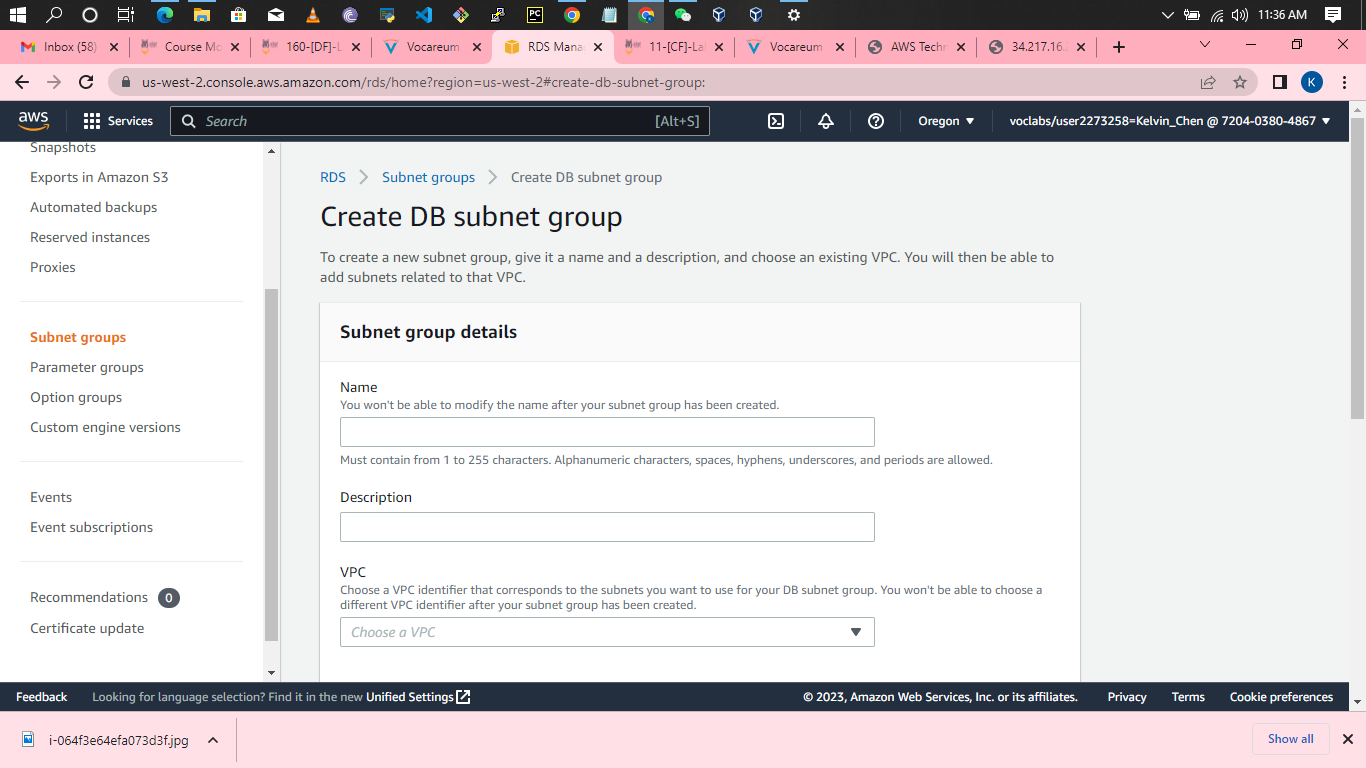 11:36 AM
Inbox (58)
Course Mo
160-[DF]-L
Vocareum
RDS Mana
11-[CF]-La
Vocareum
AWS Techn
34.217.16.
us-west-2.console.aws.amazon.com/rds/home?region=us-west-2#create-db-subnet-group:
K
aws
Services
Search
[Alt+S]
Oregon
voclabs/user2273258=Kelvin_Chen @ 7204-0380-4867
Snapshots
Exports in Amazon S3
Automated backups
Reserved instances
Proxies
Subnet groups
Parameter groups
Option groups
Custom engine versions
Events
Event subscriptions
Recommendations 0
Certificate update
RDS
Subnet groups
Create DB subnet group
Create DB subnet group
To create a new subnet group, give it a name and a description, and choose an existing VPC. You will then be able to
add subnets related to that VPC.
Subnet group details
Name
You won't be able to modify the name after your subnet group has been created.
Must contain from 1 to 255 characters. Alphanumeric characters, spaces, hyphens, underscores, and periods are allowed.
Description
VPC
Choose a VPC identifier that corresponds to the subnets you want to use for your DB subnet group. You won't be able to choose a
different VPC identifier after your subnet group has been created.
Choose a VPC
Feedback
Looking for language selection? Find it in the new Unified Settings
© 2023, Amazon Web Services, Inc. or its affiliates.
Privacy
Terms
Cookie preferences
i-064f3e64efa073d3f.jpg
Show all